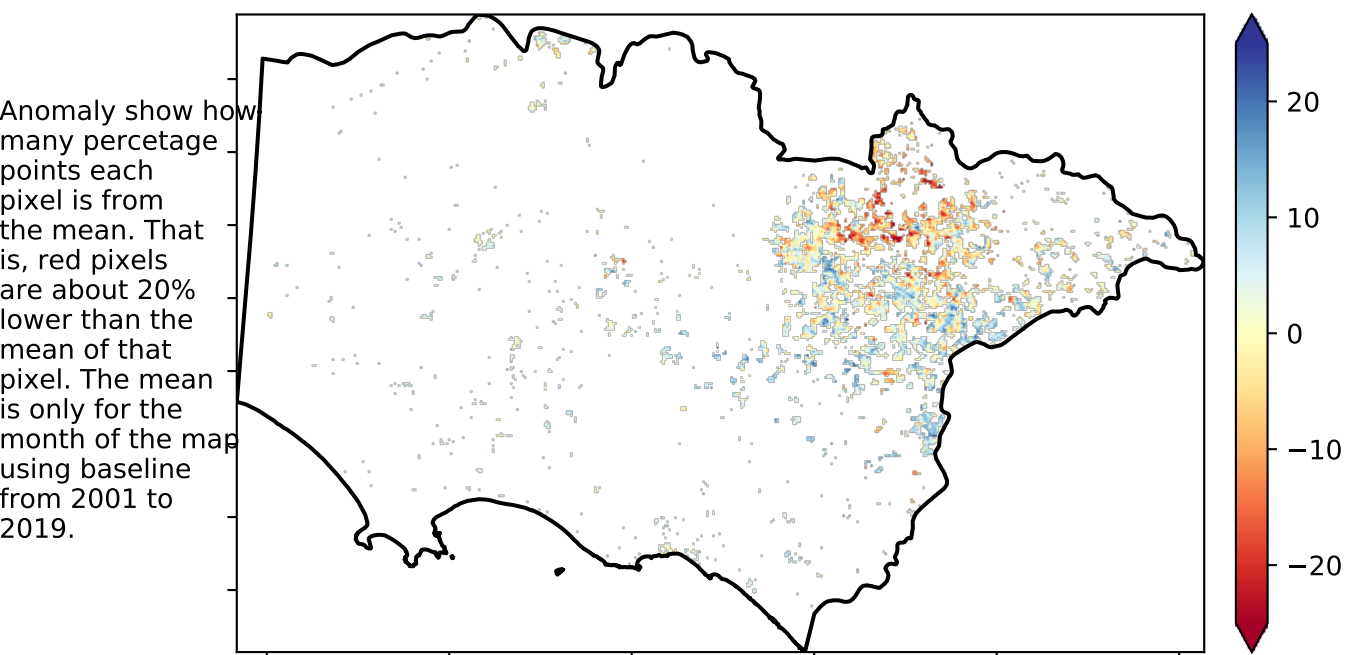 Anomaly show how
many percetage
points each
pixel is from
the mean. That
is, red pixels
are about 20%
lower than the
mean of that
pixel. The mean
is only for the
month of the map
using baseline
from 2001 to
2019.
20
10
0
−10
−20